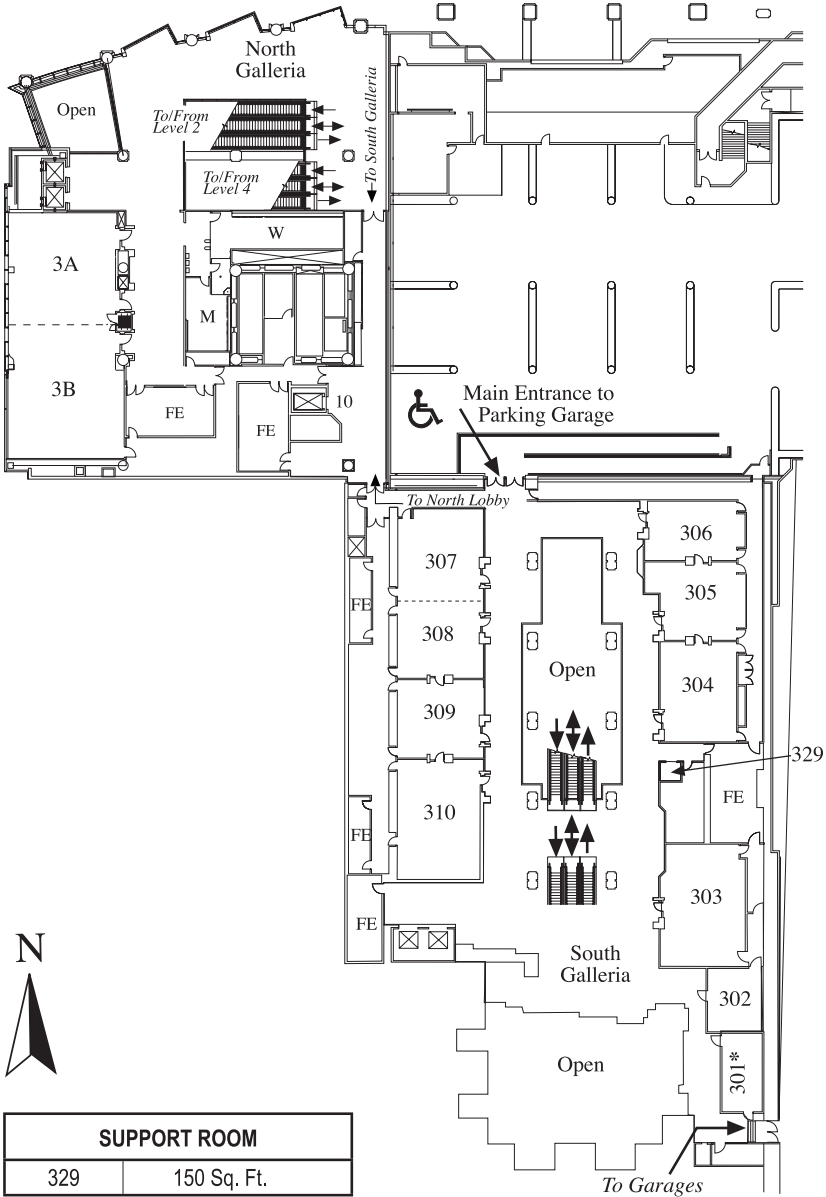 North
Galleria
Open
To/From
Level 2
To/From
Level 4
To South Galleria
W
3A
M
3B
FE
FE
10
Main Entrance to
Parking Garage
To North Lobby
306
307
305
FE
308
Open
304
309
329
FE
310
FE
303
FE
South
Galleria
N
302
Open
301*
SUPPORT ROOM
329 150 Sq. Ft.
To Garages